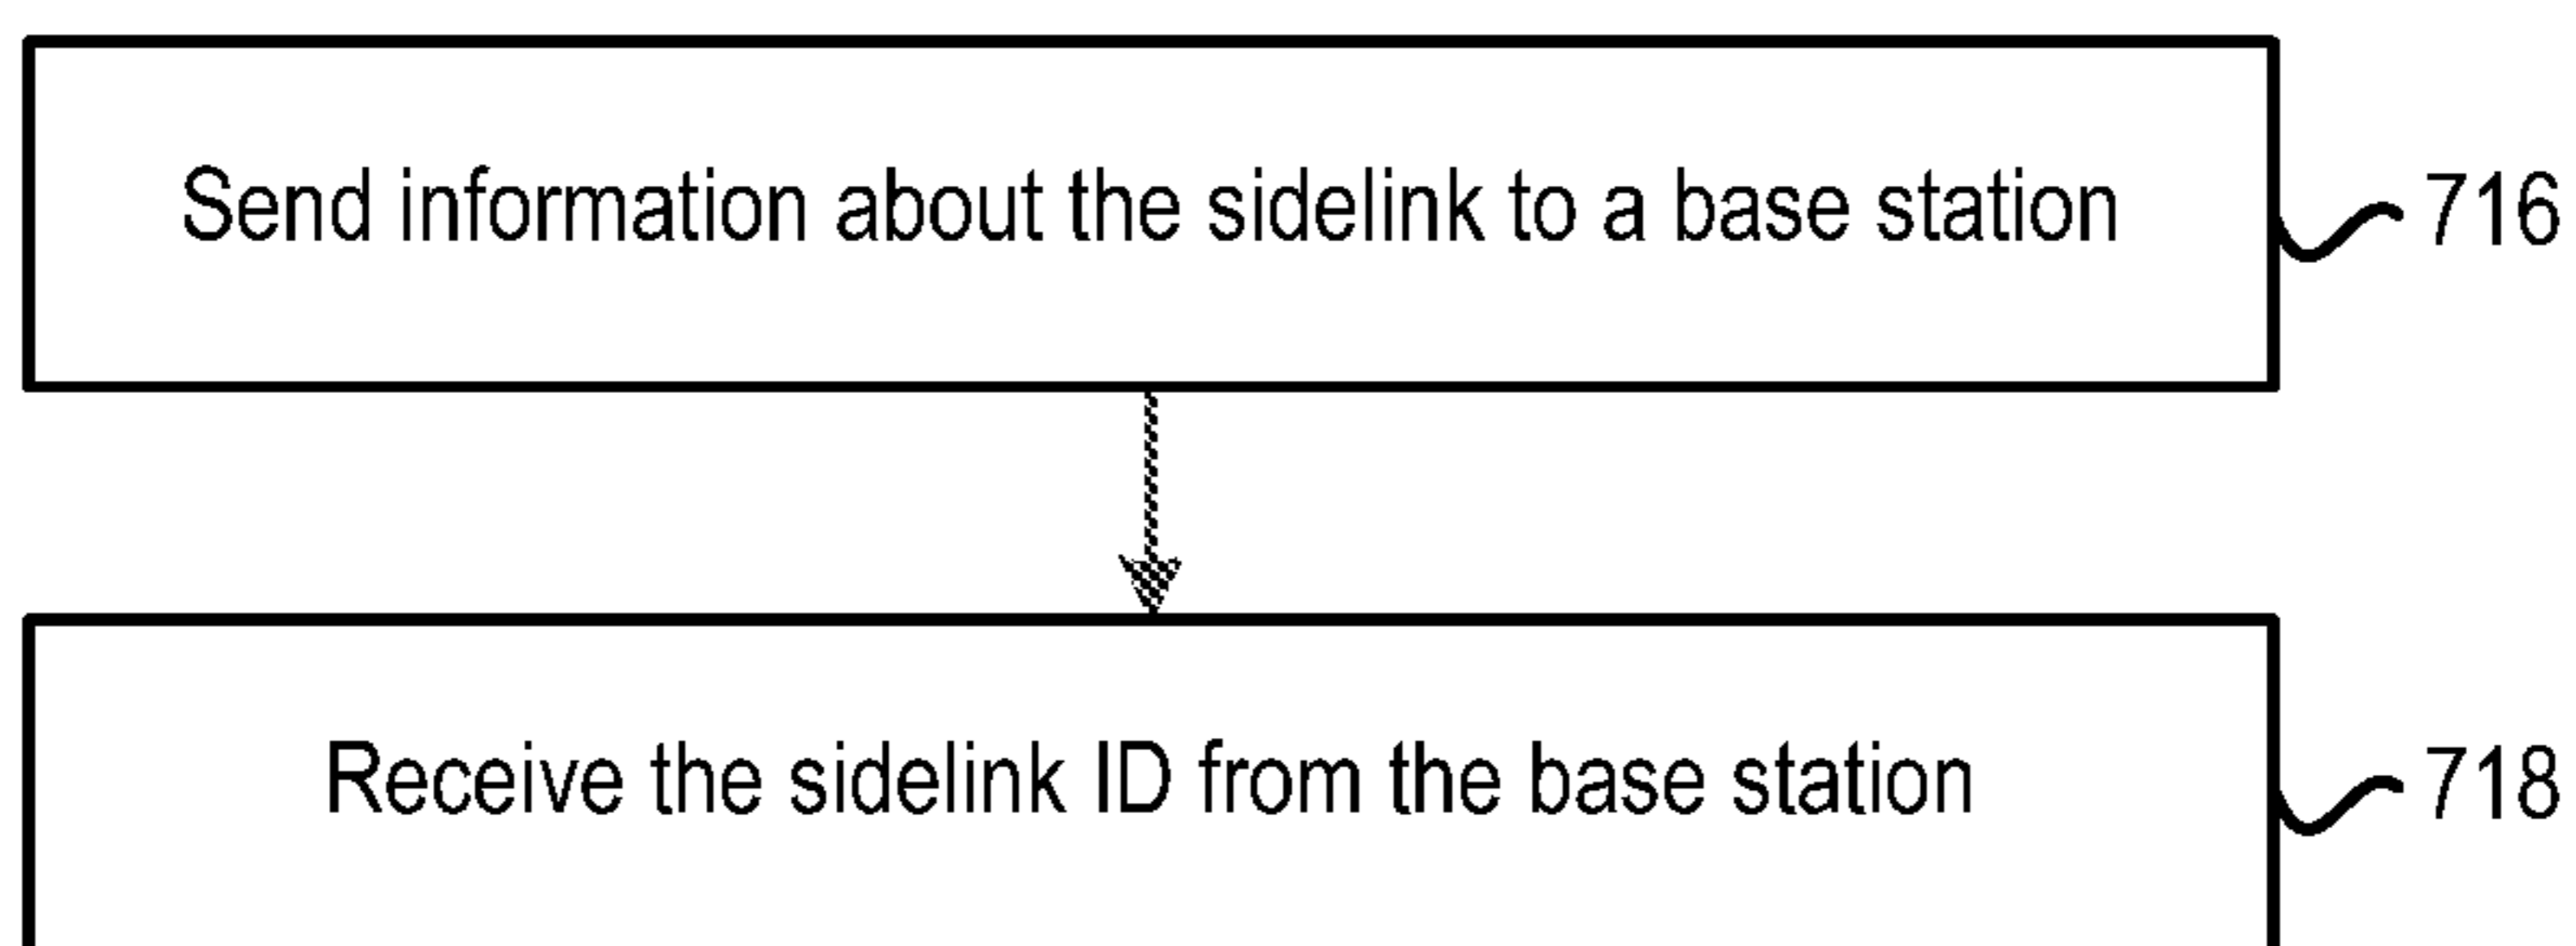 Send information about the sidelink to a base station
716
Receive the sidelink ID from the base station
718